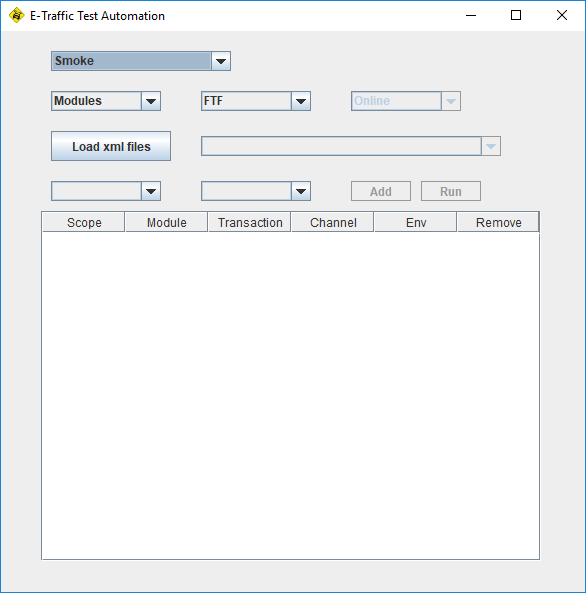 E-Traffic Test Automation
Smoke
Modules FTF Online
Load xml files
Add Run
Scope Module Transaction Channel Env Remove